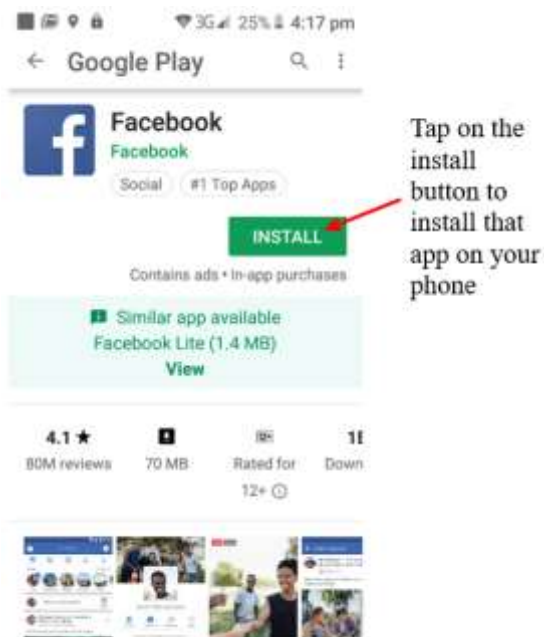 3G 25% 4:17 pm
Google Play
Facebook
Facebook
Social #1 Top Apps
INSTALL
Contains ads • In-app purchases
Similar app available
Facebook Lite (1.4 MB)
View
4.1★
80M reviews
70 MB
12+
Rated for
12+
Down
Tap on the
install
button to
install that
app on your
phone